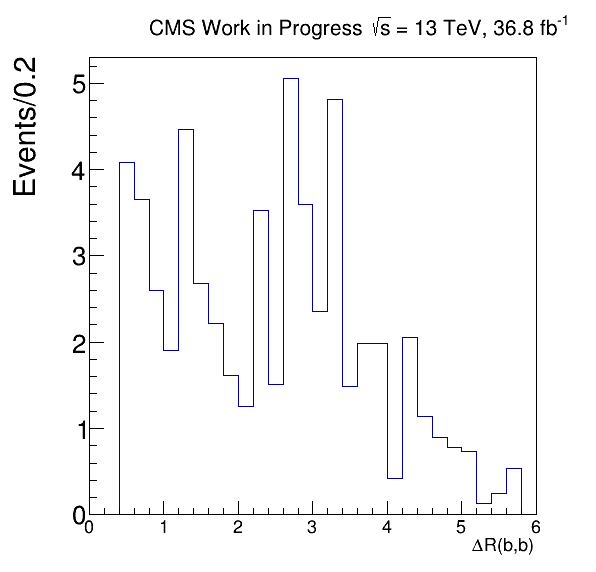 CMS Work in Progress √s = 13 TeV, 36.8 fb⁻¹
Events/0.2
5
4
3
2
1
0
0 1 2 3 4 5 6
ΔR(b,b)